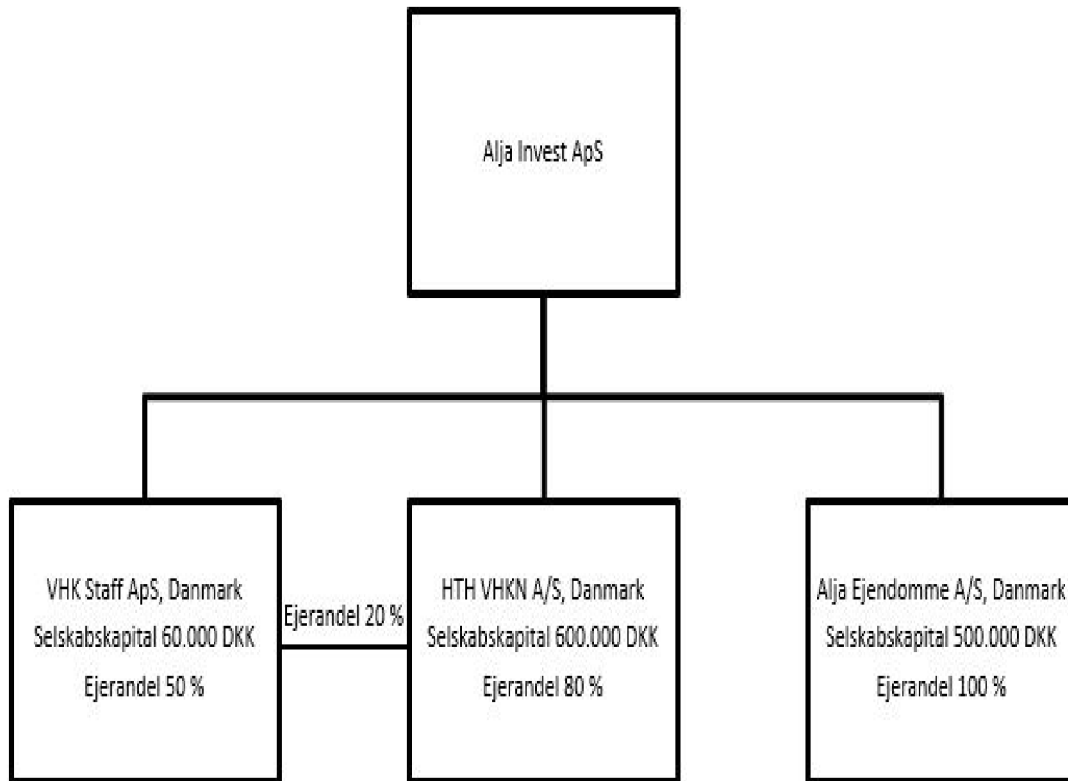 Alja Invest ApS
VHK Staff ApS, Danmark
Selskabskapital 60.000 DKK
Ejerandel 50 %
Ejerandel 20 %
HTH VHKN A/S, Danmark
Selskabskapital 600.000 DKK
Ejerandel 80 %
Alja Ejendomme A/S, Danmark
Selskabskapital 500.000 DKK
Ejerandel 100 %